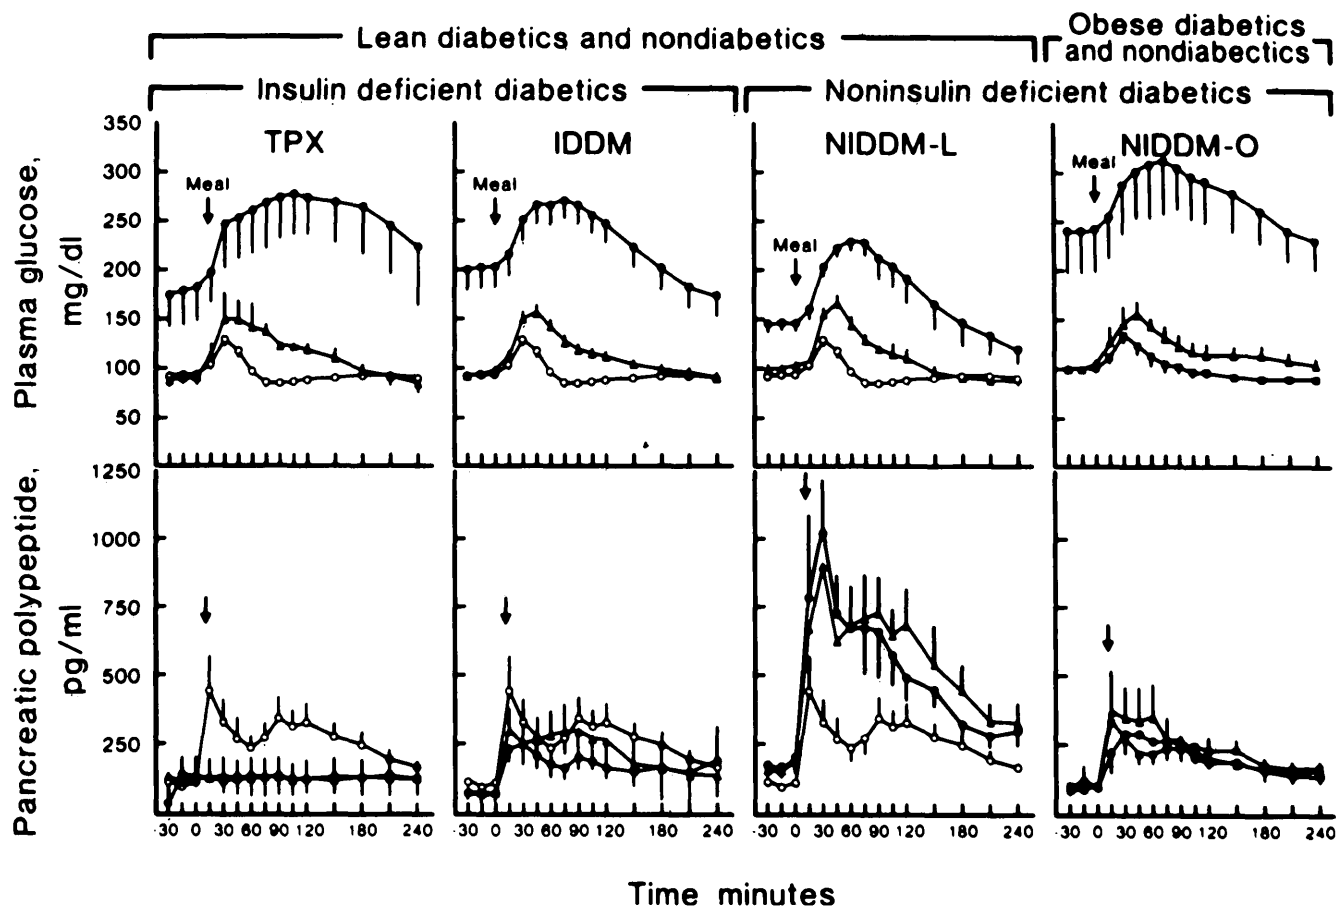 Lean diabetics and nondiabetics
Obese diabetics
and nondiabectics
Insulin deficient diabetics
Noninsulin deficient diabetics
TPX
IDDM
NIDDM-L
NIDDM-O
Meal
Meal
Meal
Meal
Plasma glucose,
mg/dl
350
300
250
200
150
100
50
Pancreatic polypeptide,
pg/ml
1250
1000
750
500
250
-30 0 30 60 90 120 180 240
-30 0 30 60 90 120 180 240
-30 0 30 60 90 120 180 240
-30 0 30 60 90 120 180 240
Time minutes